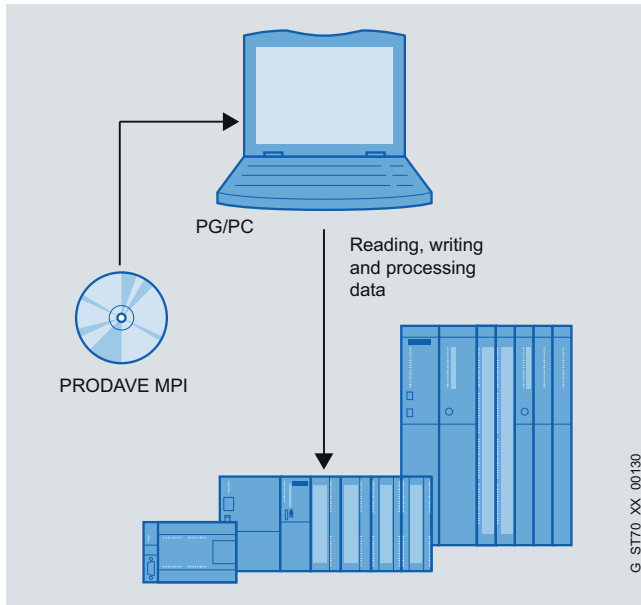 PG/PC
Reading, writing
and processing
data
PRODAVE MPI
G_ST70_XX_00130